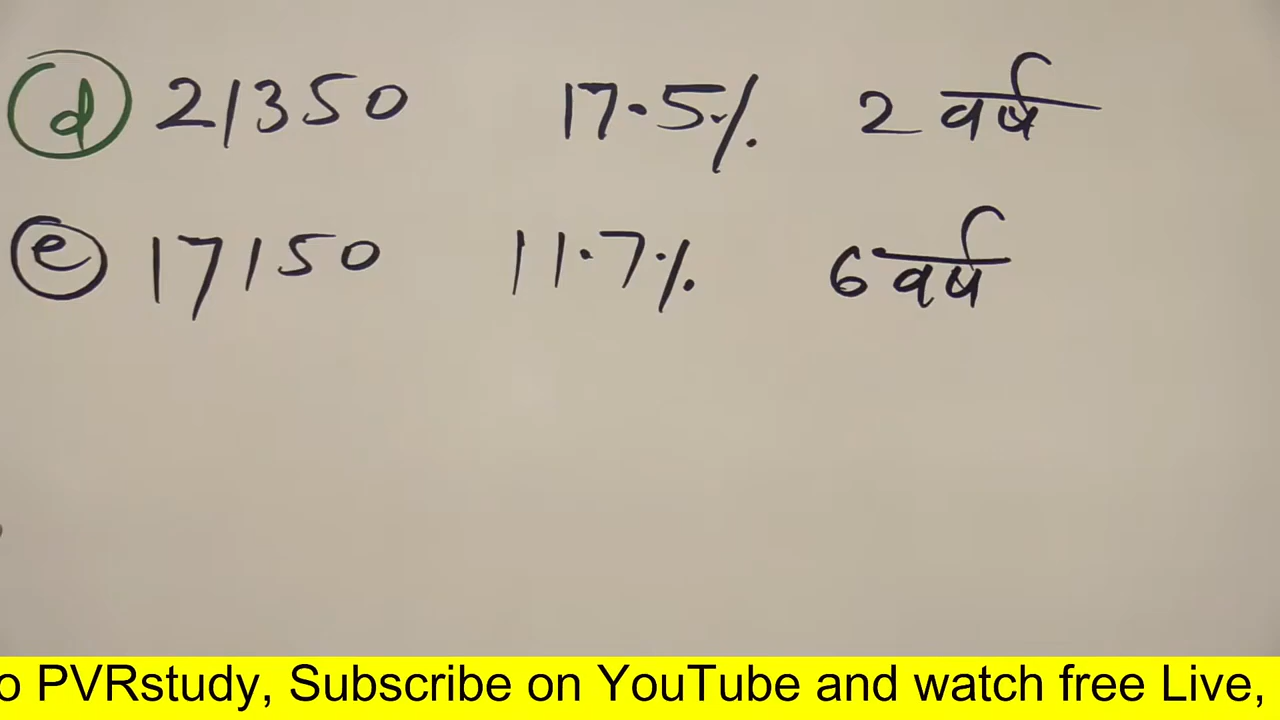 d 21350 17.5% 2 वर्ष
e 17150 11.7% 6 वर्ष
o PVRstudy, Subscribe on YouTube and watch free Live,